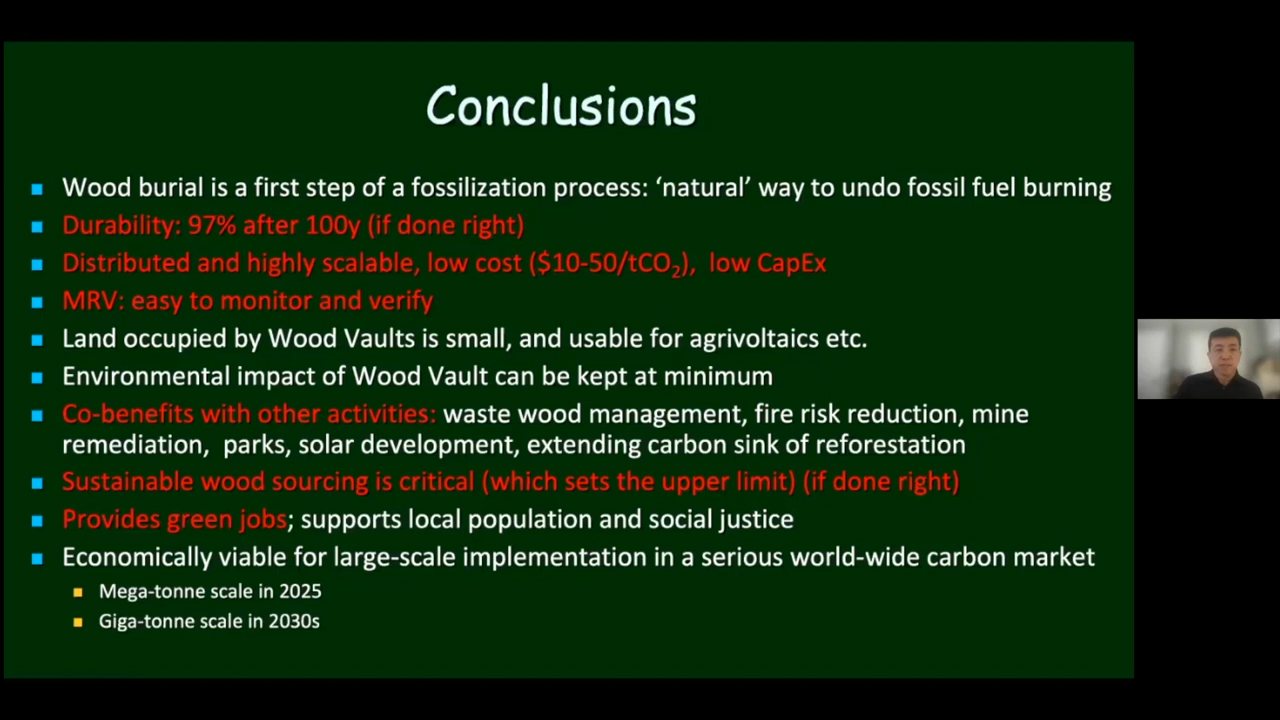 Conclusions
Wood burial is a first step of a fossilization process: ‘natural’ way to undo fossil fuel burning
Durability: 97% after 100y (if done right)
Distributed and highly scalable, low cost ($10-50/tCO₂),  low CapEx
MRV: easy to monitor and verify
Land occupied by Wood Vaults is small, and usable for agrivoltaics etc.
Environmental impact of Wood Vault can be kept at minimum
Co-benefits with other activities: waste wood management, fire risk reduction, mine
remediation,  parks, solar development, extending carbon sink of reforestation
Sustainable wood sourcing is critical (which sets the upper limit) (if done right)
Provides green jobs; supports local population and social justice
Economically viable for large-scale implementation in a serious world-wide carbon market
Mega-tonne scale in 2025
Giga-tonne scale in 2030s